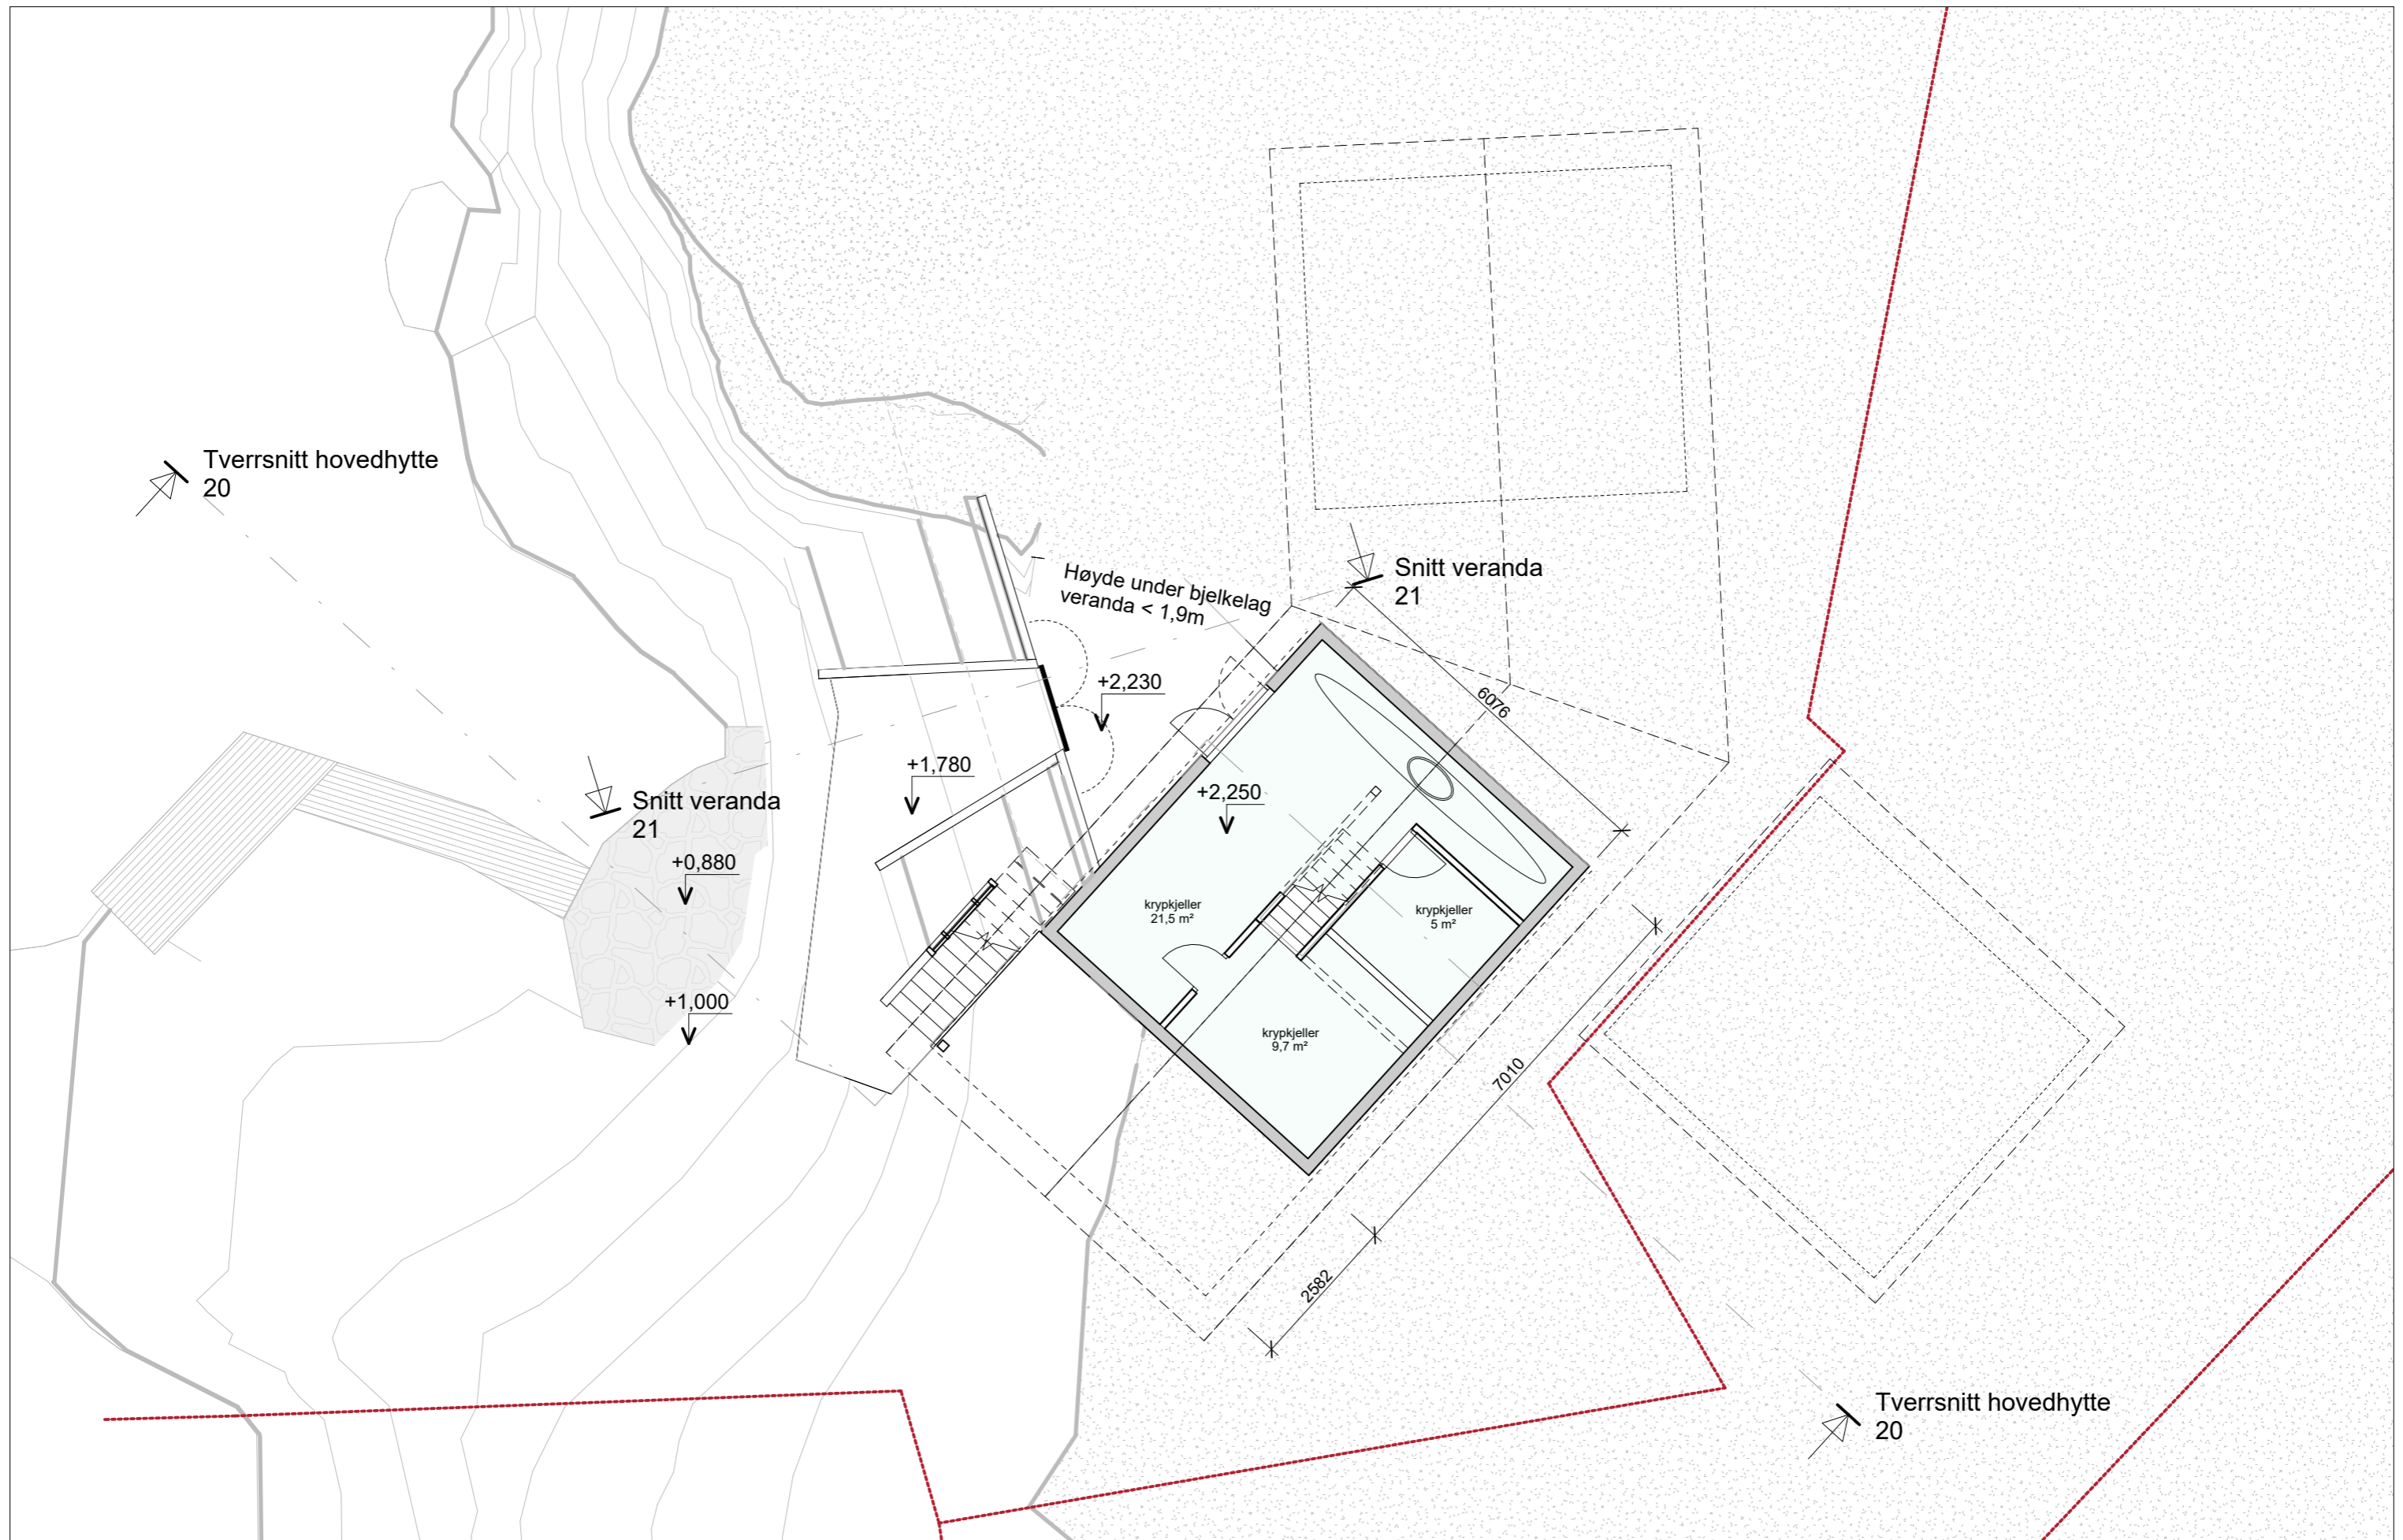 Tverrsnitt hovedhytte
20
Høyde under bjelkelag
veranda < 1,9m
Snitt veranda
21
6076
+2,230
+1,780
+2,250
Snitt veranda
21
+0,880
krypkjeller
21,5 m²
krypkjeller
5 m²
+1,000
krypkjeller
9,7 m²
7010
2582
Tverrsnitt hovedhytte
20